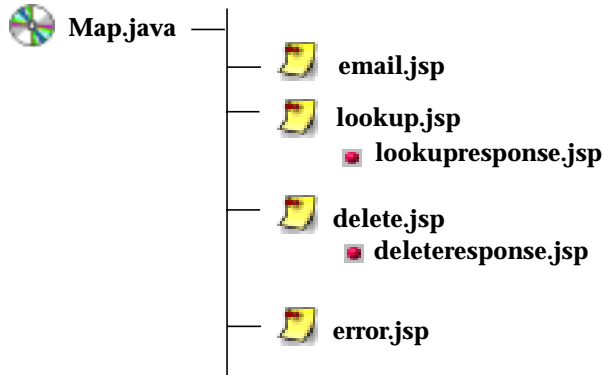 Map.java
email.jsp
lookup.jsp
lookupresponse.jsp
delete.jsp
deleteresponse.jsp
error.jsp